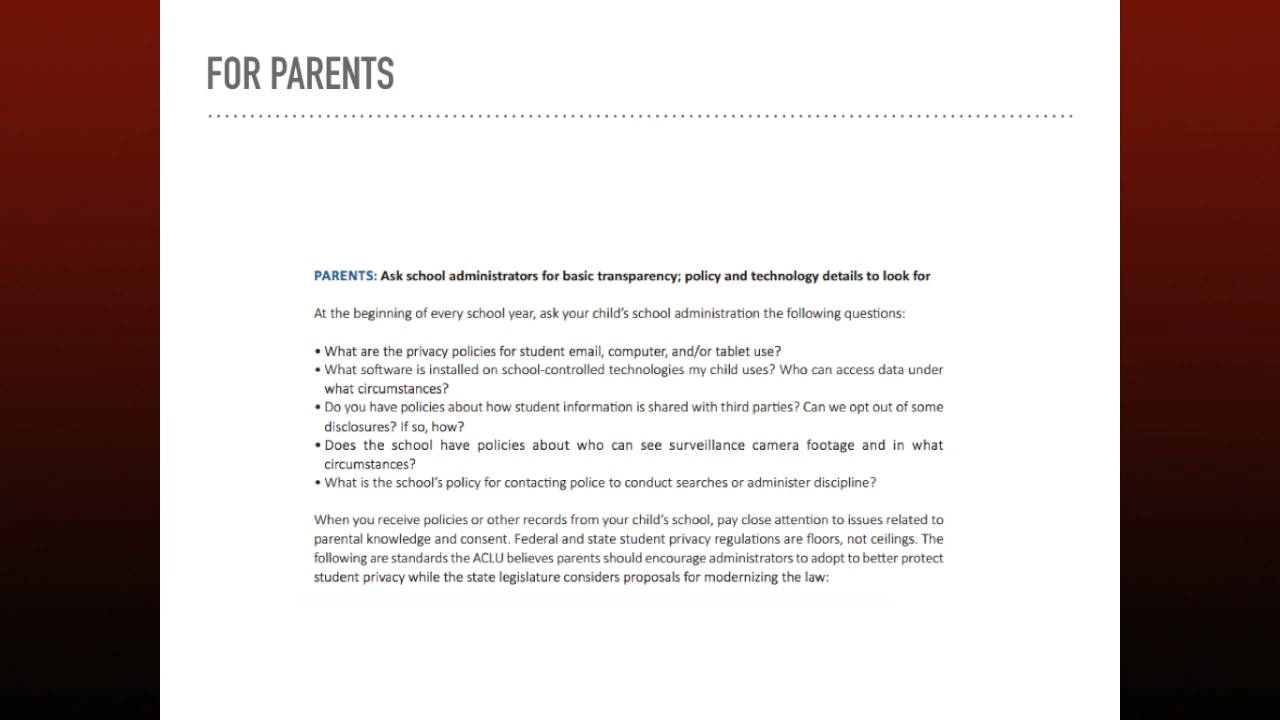 FOR PARENTS
PARENTS: Ask school administrators for basic transparency; policy and technology details to look for
At the beginning of every school year, ask your child's school administration the following questions:
• What are the privacy policies for student email, computer, and/or tablet use?
• What software is installed on school-controlled technologies my child uses? Who can access data under
what circumstances?
• Do you have policies about how student information is shared with third parties? Can we opt out of some
disclosures? If so, how?
• Does the school have policies about who can see surveillance camera footage and in what
circumstances?
• What is the school's policy for contacting police to conduct searches or administer discipline?
When you receive policies or other records from your child's school, pay close attention to issues related to
parental knowledge and consent. Federal and state student privacy regulations are floors, not ceilings. The
following are standards the ACLU believes parents should encourage administrators to adopt to better protect
student privacy while the state legislature considers proposals for modernizing the law: